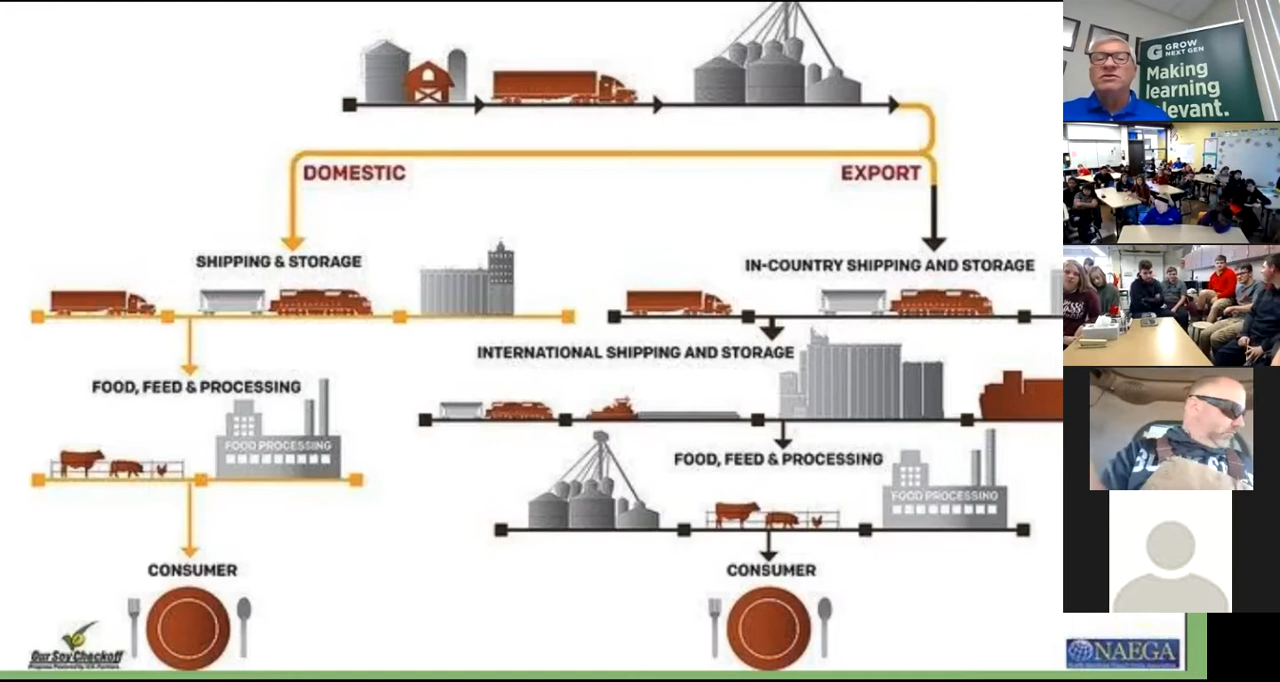 GROW
NEXT GEN
Making
learning
elevant.
DOMESTIC
EXPORT
SHIPPING & STORAGE
IN-COUNTRY SHIPPING AND STORAGE
INTERNATIONAL SHIPPING AND STORAGE
FOOD, FEED & PROCESSING
FOOD PROCESSING
FOOD, FEED & PROCESSING
FOOD PROCESSING
CONSUMER
CONSUMER
Our Soy Checkoff
NAEGA